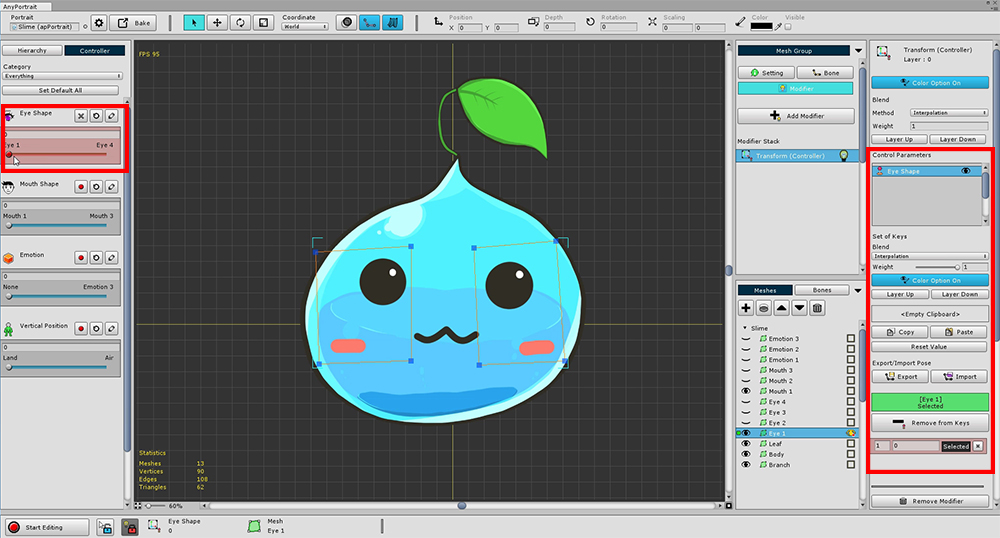 AnyPortrait
Portrait
Slime (apPortrait)
Bake
Coordinate
World
Position
X 0
Y 0
Depth
0
Rotation
0
Scaling
X 0
Y 0
Color
Visible
Hierarchy
Controller
Category
Everything
Set Default All
Eye Shape
0
Eye 1
Eye 4
Mouth Shape
0
Mouth 1
Mouth 3
Emotion
0
None
Emotion 3
Vertical Position
0
Land
Air
FPS 95
Statistics
Meshes 13
Vertices 90
Edges 108
Triangles 62
60%
Mesh Group
Setting
Bone
Modifier
Add Modifier
Modifier Stack
Transform (Controller)
Meshes
Bones
Slime
Emotion 3
Emotion 2
Emotion 1
Mouth 3
Mouth 2
Mouth 1
Eye 4
Eye 3
Eye 2
Eye 1
Leaf
Body
Branch
Transform (Controller)
Layer : 0
Color Option On
Blend
Method
Interpolation
Weight
1
Layer Up
Layer Down
Control Parameters
Eye Shape
Set of Keys
Blend
Interpolation
Weight
1
Color Option On
Layer Up
Layer Down
<Empty Clipboard>
Copy
Paste
Reset Value
Export/Import Pose
Export
Import
[Eye 1]
Selected
Remove from Keys
1
0
Selected
Remove Modifier
Start Editing
Eye Shape
0
Mesh
Eye 1